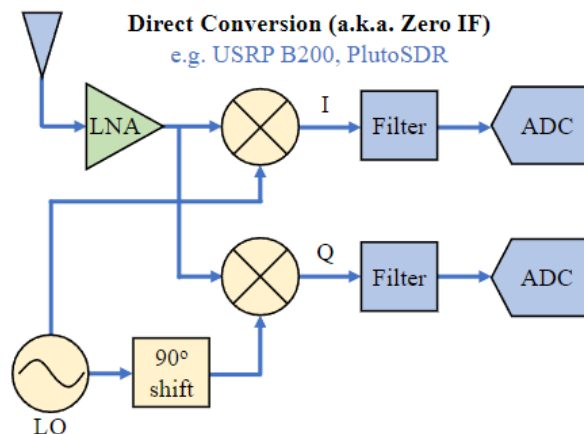 Direct Conversion (a.k.a. Zero IF)
e.g. USRP B200, PlutoSDR
LNA
I
Filter
ADC
Q
Filter
ADC
90° shift
LO